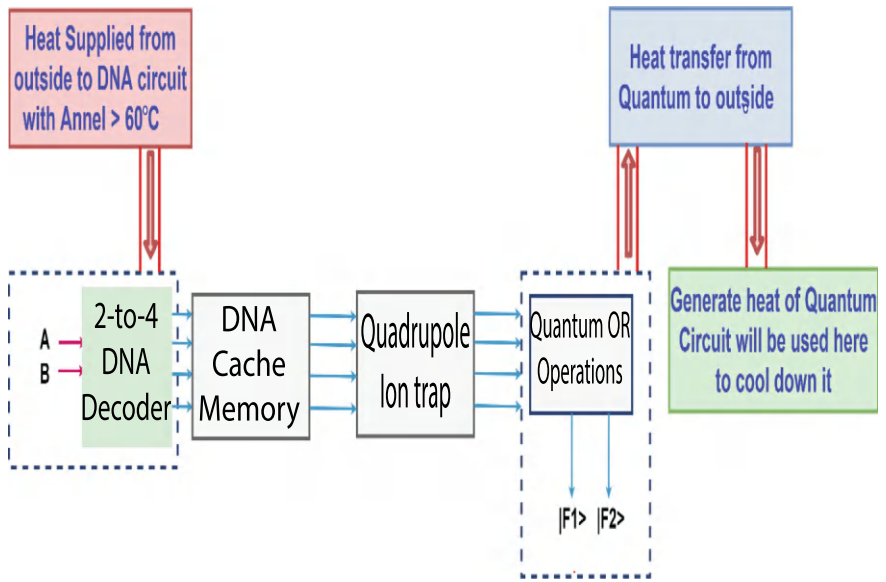 Heat Supplied from
outside to DNA circuit
with Annel > 60°C
Heat transfer from
Quantum to outside
A
B
2-to-4
DNA
Decoder
DNA
Cache
Memory
Quadrupole
Ion trap
Quantum OR
Operations
Generate heat of Quantum
Circuit will be used here
to cool down it
|F1> |F2>